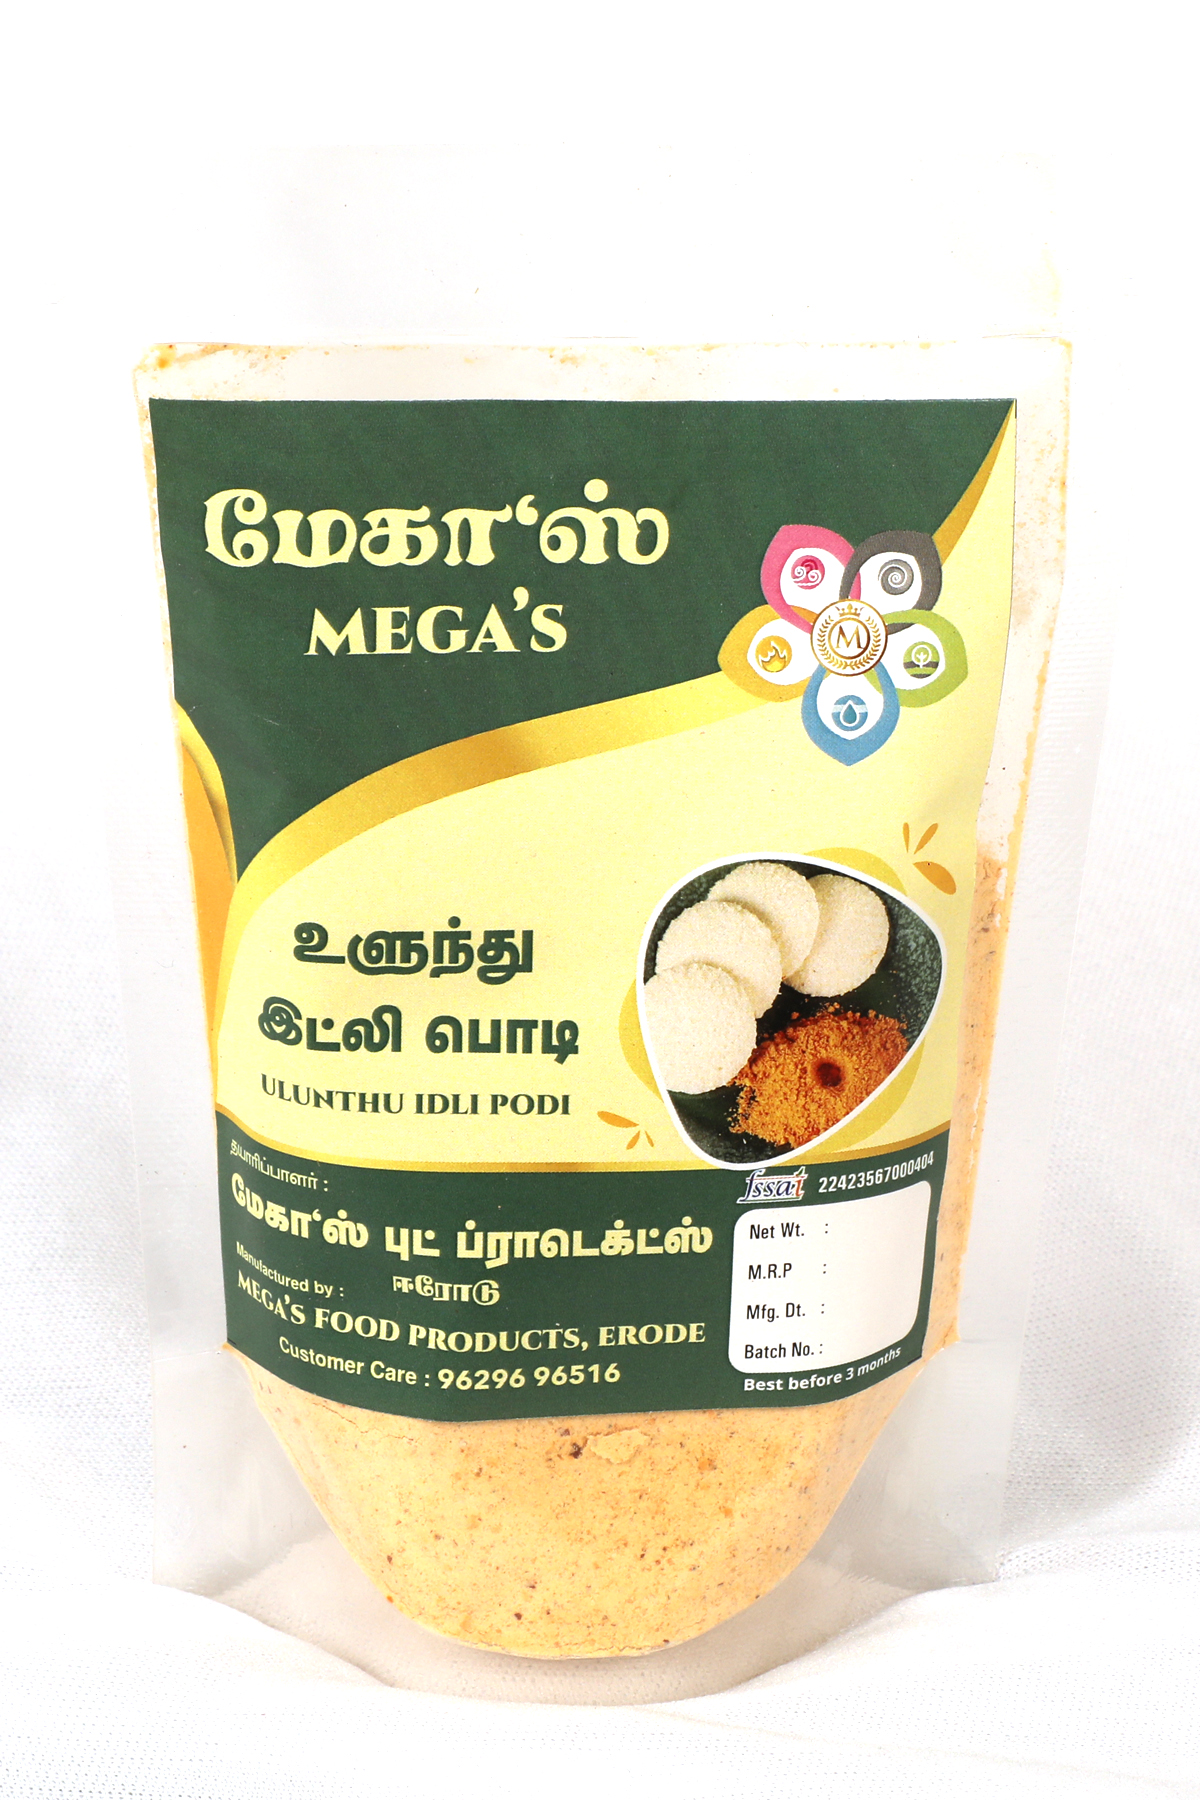 மேகா‘ஸ்
MEGA’S
M
உளுந்து
இட்லி பொடி
ULUNTHU IDLI PODI
தயாரிப்பாளர் :
மேகா‘ஸ் புட் ப்ராடெக்ட்ஸ்
ஈரோடு
Manufactured by :
MEGA’S FOOD PRODUCTS, ERODE
Customer Care : 96296 96516
fssai 22423567000404
Net Wt. :
M.R.P :
Mfg. Dt. :
Batch No. :
Best before 3 months